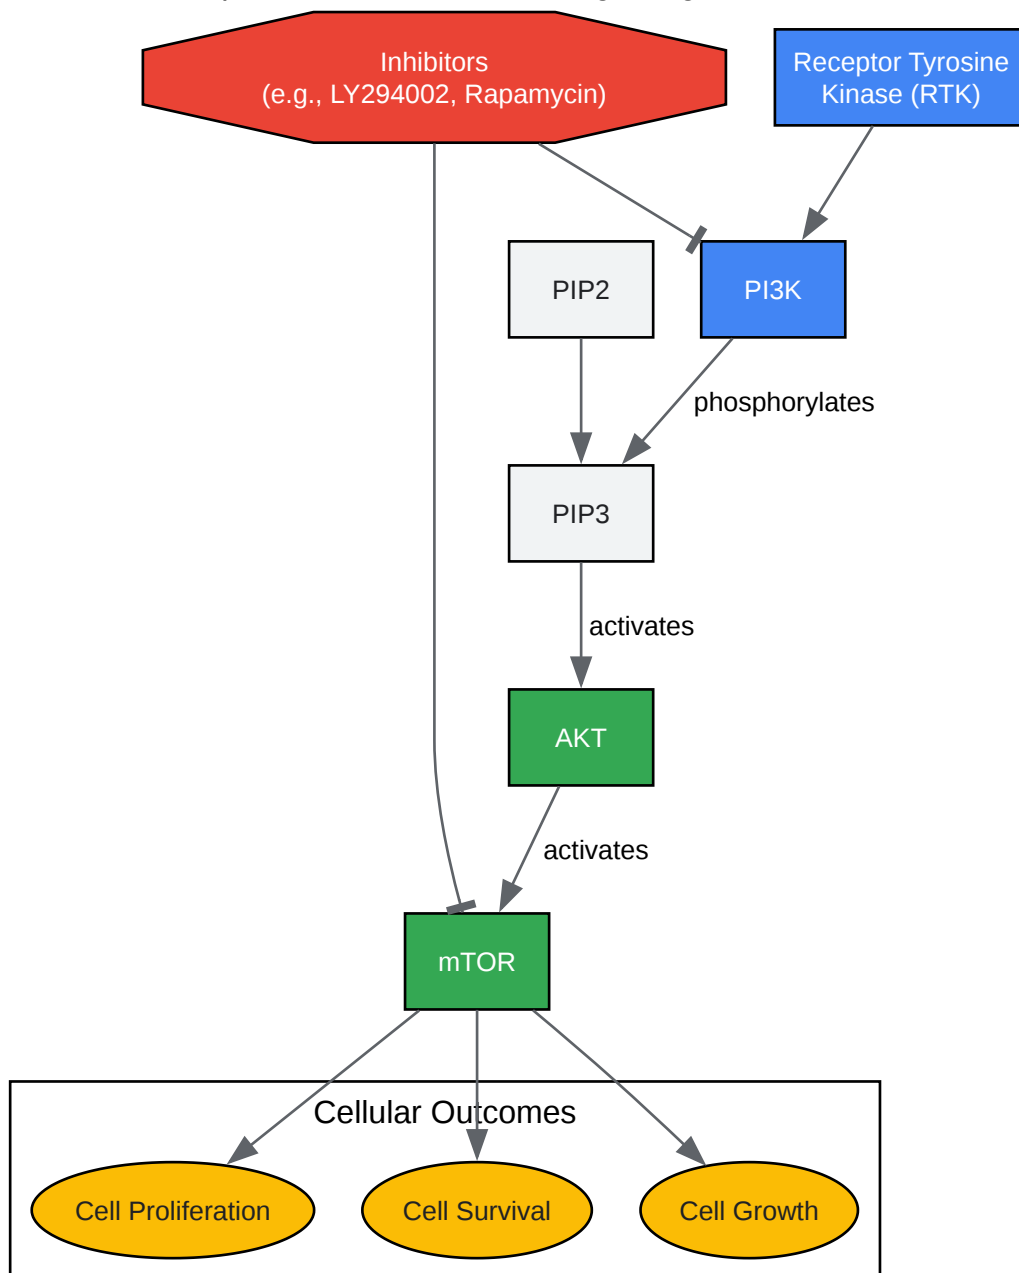 Inhibitors
(e.g., LY294002, Rapamycin)
Receptor Tyrosine
Kinase (RTK)
PIP2
PI3K
phosphorylates
PIP3
activates
AKT
activates
mTOR
Cellular Outcomes
Cell Proliferation
Cell Survival
Cell Growth